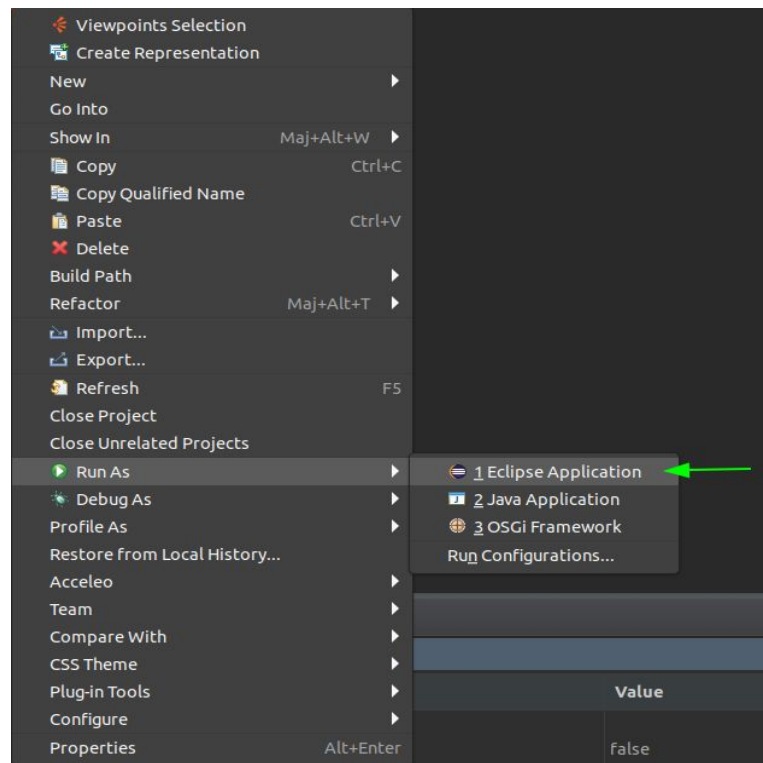 Viewpoints Selection
Create Representation
New
Go Into
Show In Maj+Alt+W
Copy Ctrl+C
Copy Qualified Name
Paste Ctrl+V
Delete
Build Path
Refactor Maj+Alt+T
Import...
Export...
Refresh F5
Close Project
Close Unrelated Projects
Run As
1 Eclipse Application
Debug As
2 Java Application
Profile As
3 OSGi Framework
Restore from Local History...
Run Configurations...
Acceleo
Team
Compare With
CSS Theme
Plug-in Tools
Value
Configure
Properties Alt+Enter
false